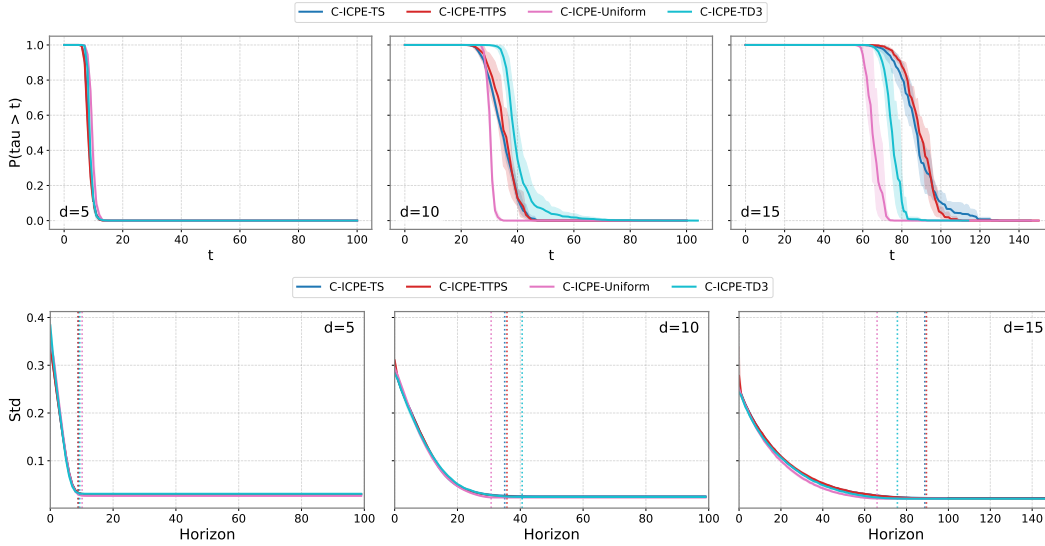 C-ICPE-TS C-ICPE-TTPS C-ICPE-Uniform C-ICPE-TD3
P(tau > t)
1.0
0.8
0.6
0.4
0.2
0.0
d=5
0 20 40 60 80 100
t
d=10
0 20 40 60 80 100
t
d=15
0 20 40 60 80 100 120 140
t
C-ICPE-TS C-ICPE-TTPS C-ICPE-Uniform C-ICPE-TD3
Std
0.4
0.3
0.2
0.1
d=5
0 20 40 60 80 100
Horizon
d=10
0 20 40 60 80 100
Horizon
d=15
0 20 40 60 80 100 120 140
Horizon